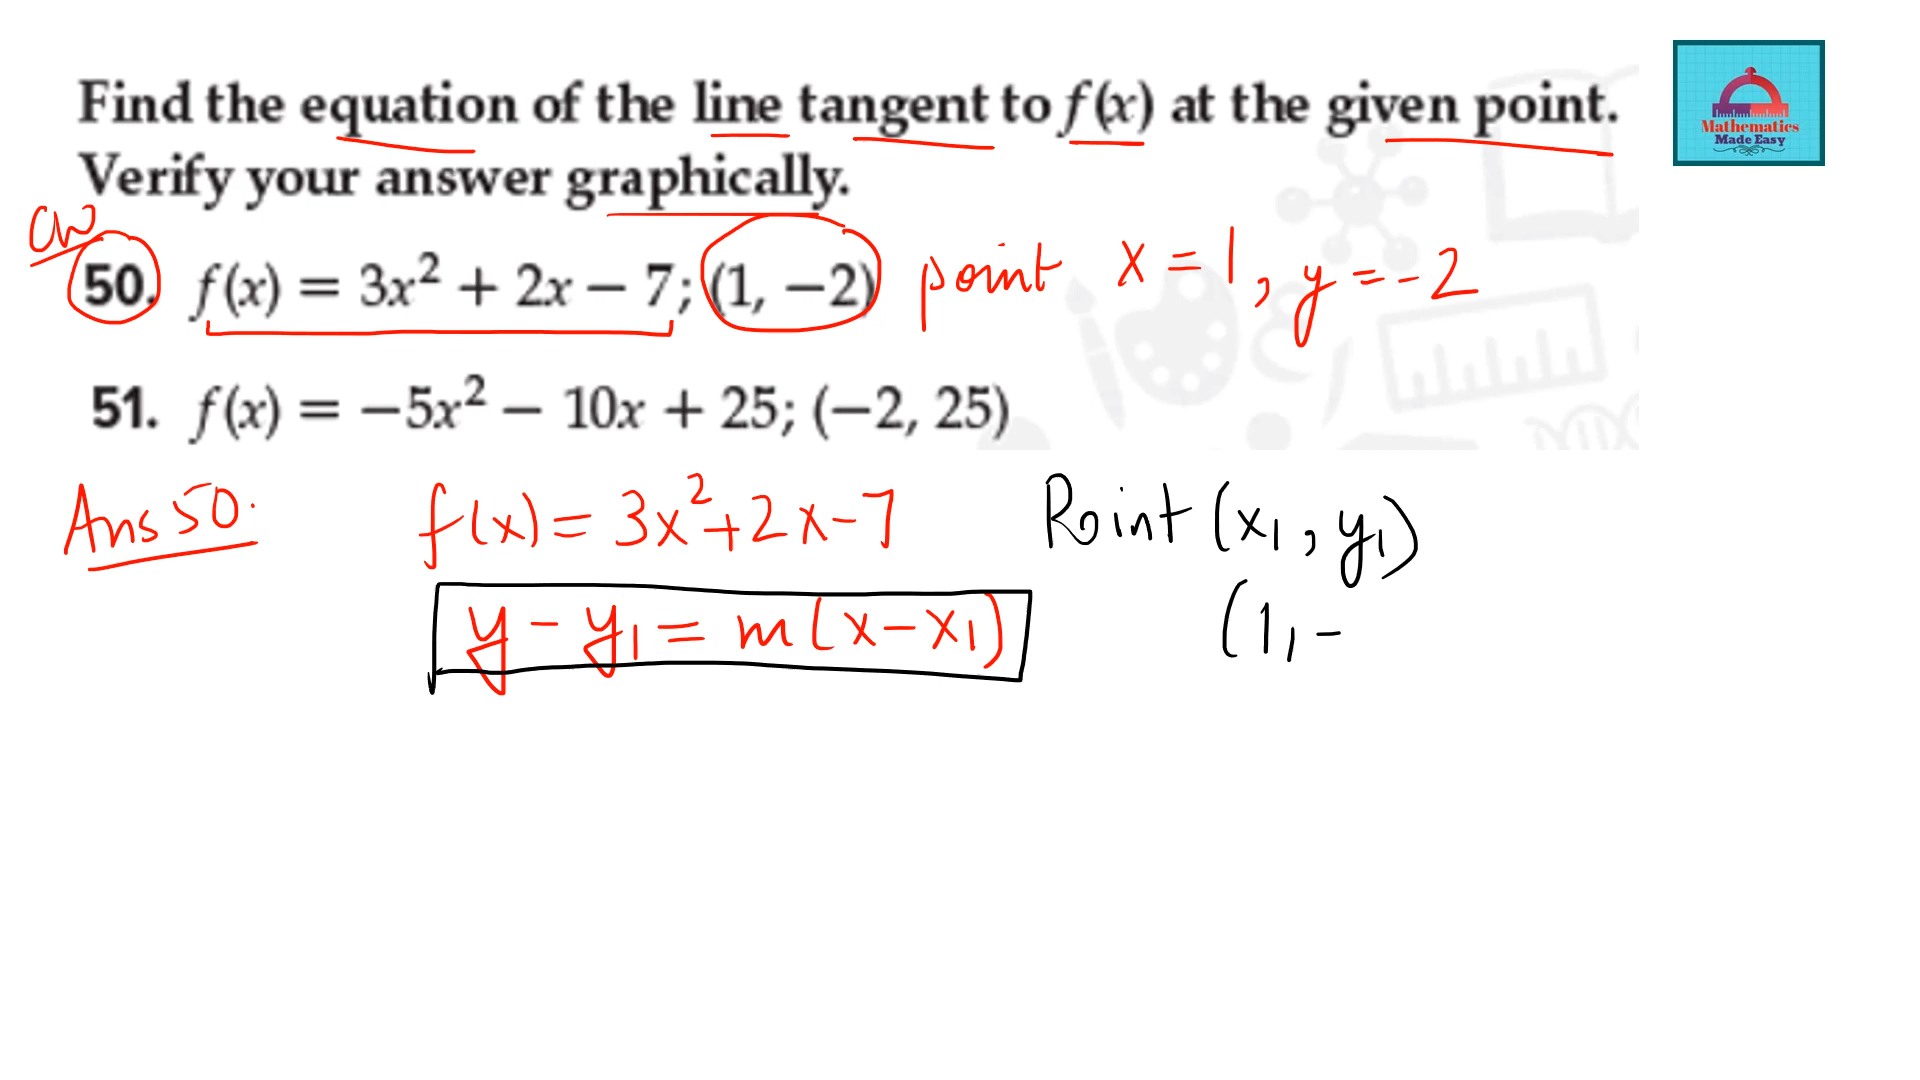 Find the equation of the line tangent to f(x) at the given point.
Verify your answer graphically.
CW
50. f(x) = 3x² + 2x − 7; (1, −2) point x = 1, y = -2
51. f(x) = −5x² − 10x + 25; (−2, 25)
Ans 50. f(x) = 3x²+2x-7 Point (x₁, y₁)
y - y₁ = m(x-x₁) (1, -
Mathematics
Made Easy